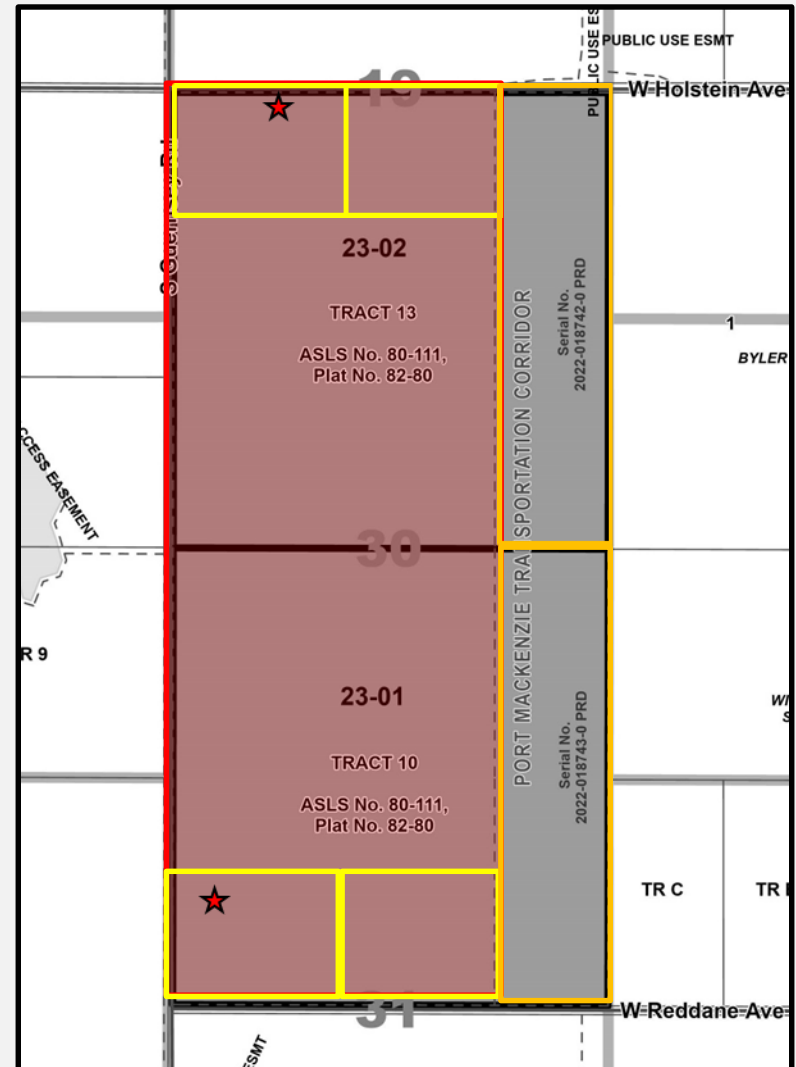 PUBLIC USE ESMT
PUBLIC USE ES
19
W Holstein Ave
23-02
TRACT 13
ASLS No. 80-111,
Plat No. 82-80
Serial No.
2022-018742-0 PRD
PORT MACKENZIE TRANSPORTATION CORRIDOR
1
BYLER
CCESS EASEMENT
30
R 9
23-01
TRACT 10
ASLS No. 80-111,
Plat No. 82-80
Serial No.
2022-018743-0 PRD
WI
S
TR C
TR
31
W Reddane Ave
ESMT